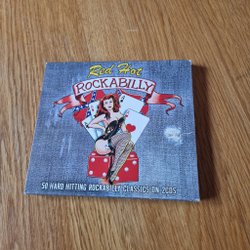 Red Hot
ROCKABILLY
50 HARD HITTING ROCKABILLY CLASSICS ON 2CDS